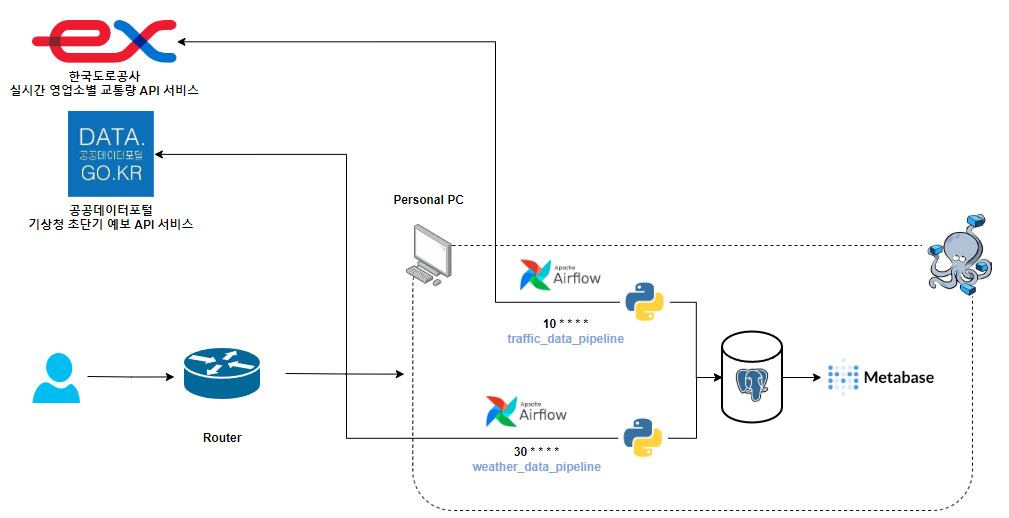 ex
한국도로공사
실시간 영업소별 교통량 API 서비스
DATA.
공공데이터포털
GO.KR
공공데이터포털
기상청 초단기 예보 API 서비스
Personal PC
Apache
Airflow
10 * * * *
traffic_data_pipeline
Metabase
Router
Apache
Airflow
30 * * * *
weather_data_pipeline